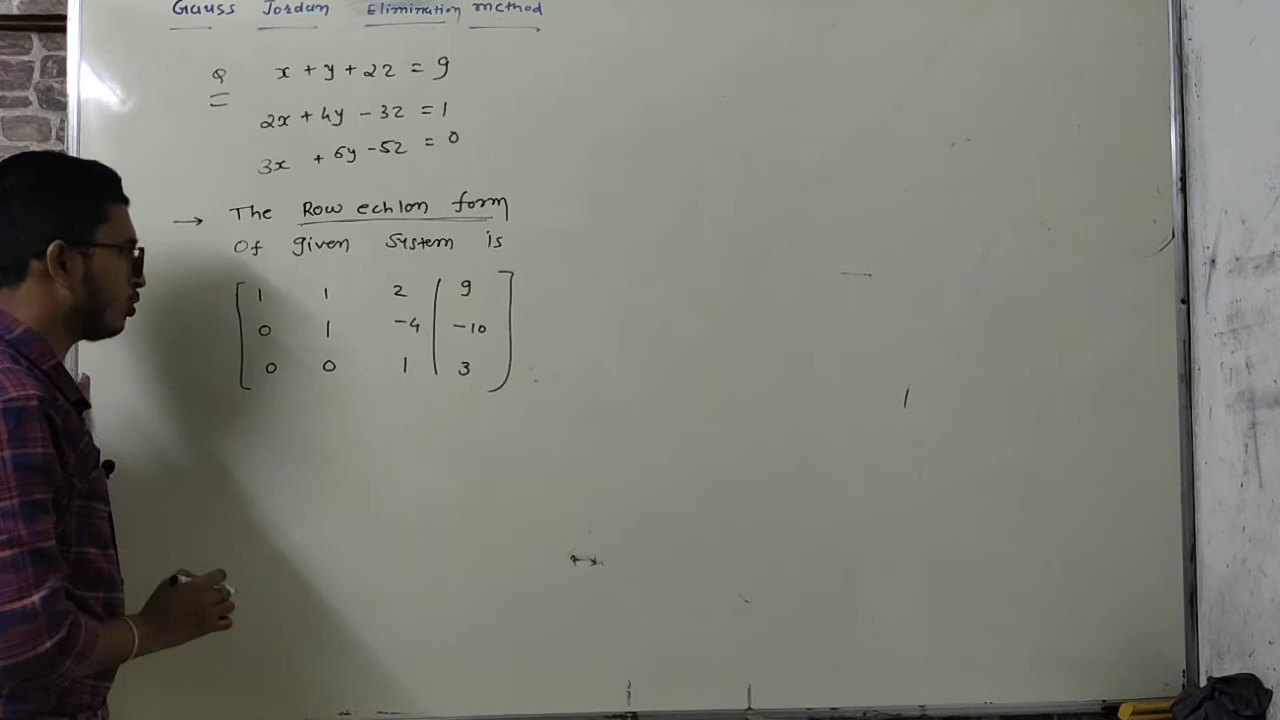 Gauss Jordan Elimination method
Q x + y + 2z = 9
2x + 4y - 3z = 1
3x + 6y - 5z = 0
→ The Row echlon form
Of given system is
1 1 2 | 9
0 1 -4 | -10
0 0 1 | 3